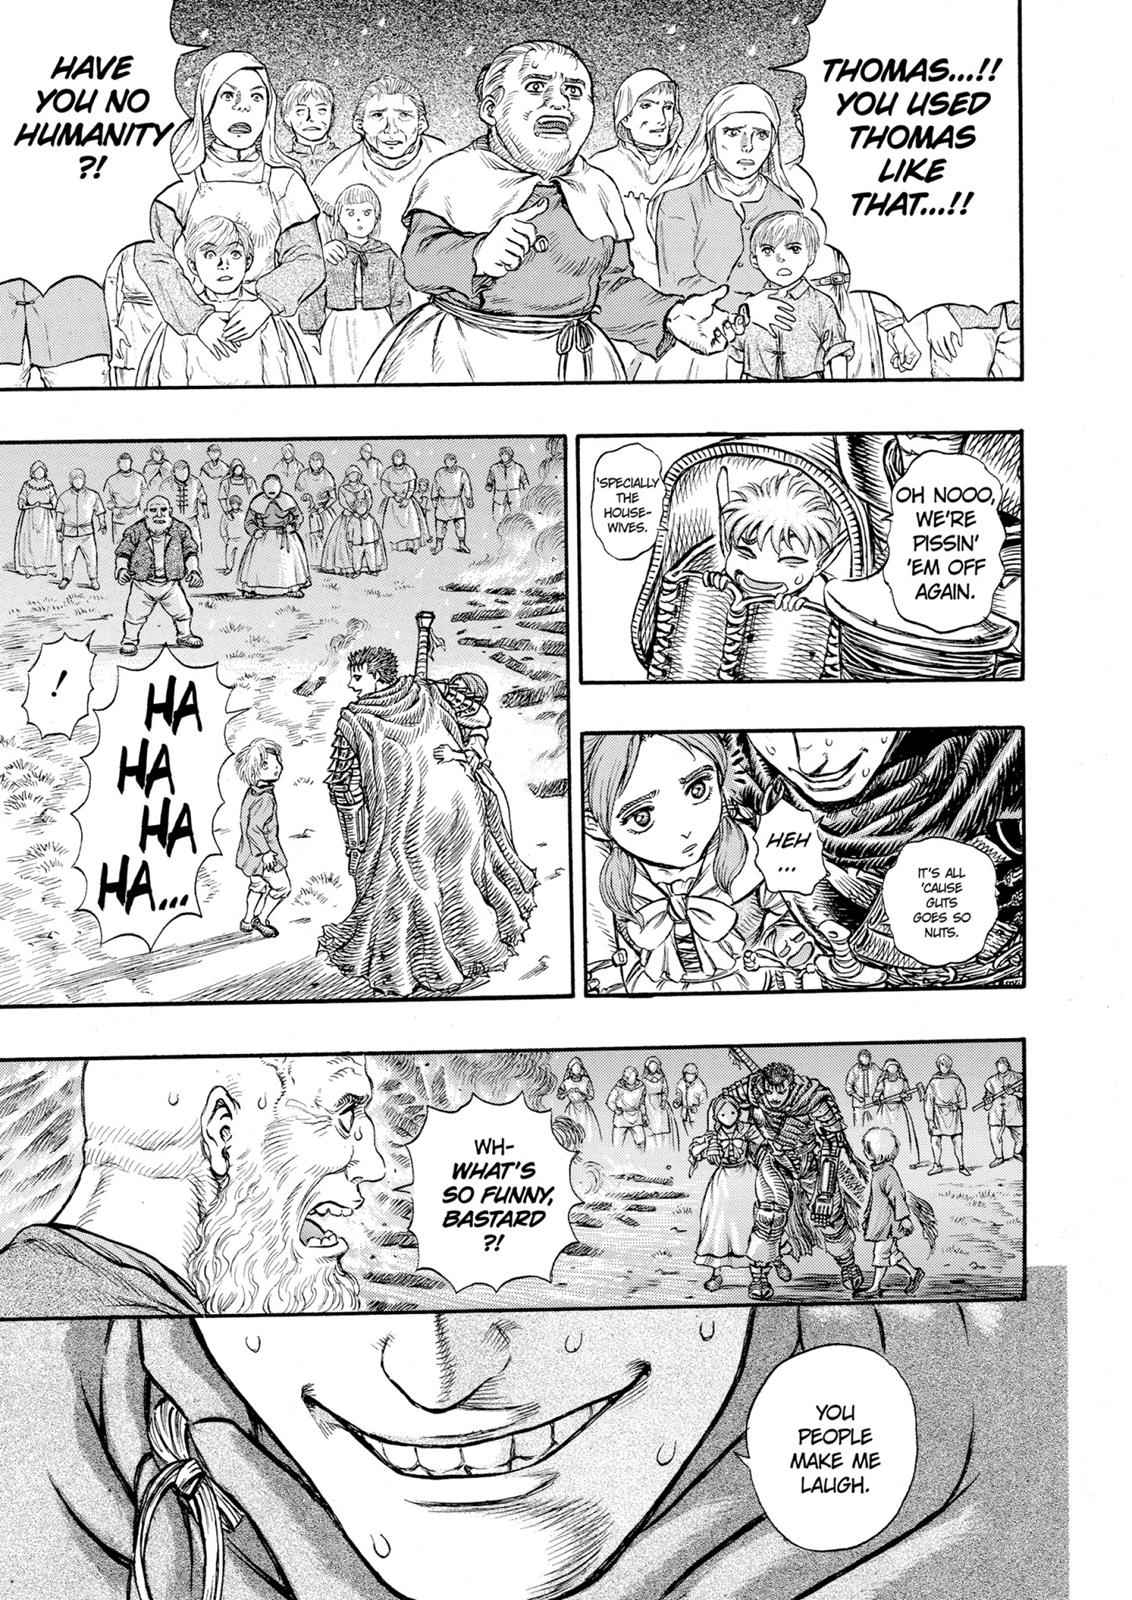 THOMAS...!!
YOU USED
THOMAS
LIKE
THAT...!!
HAVE
YOU NO
HUMANITY
?!
OH NOOO,
WE'RE
PISSIN'
'EM OFF
AGAIN.
'SPECIALLY
THE
HOUSE-
WIVES.
IT'S ALL
'CAUSE
GUTS
GOES SO
NUTS.
HEH
...
HA
HA
HA
HA...
!
WH-
WHAT'S
SO FUNNY,
BASTARD
?!
YOU
PEOPLE
MAKE ME
LAUGH.